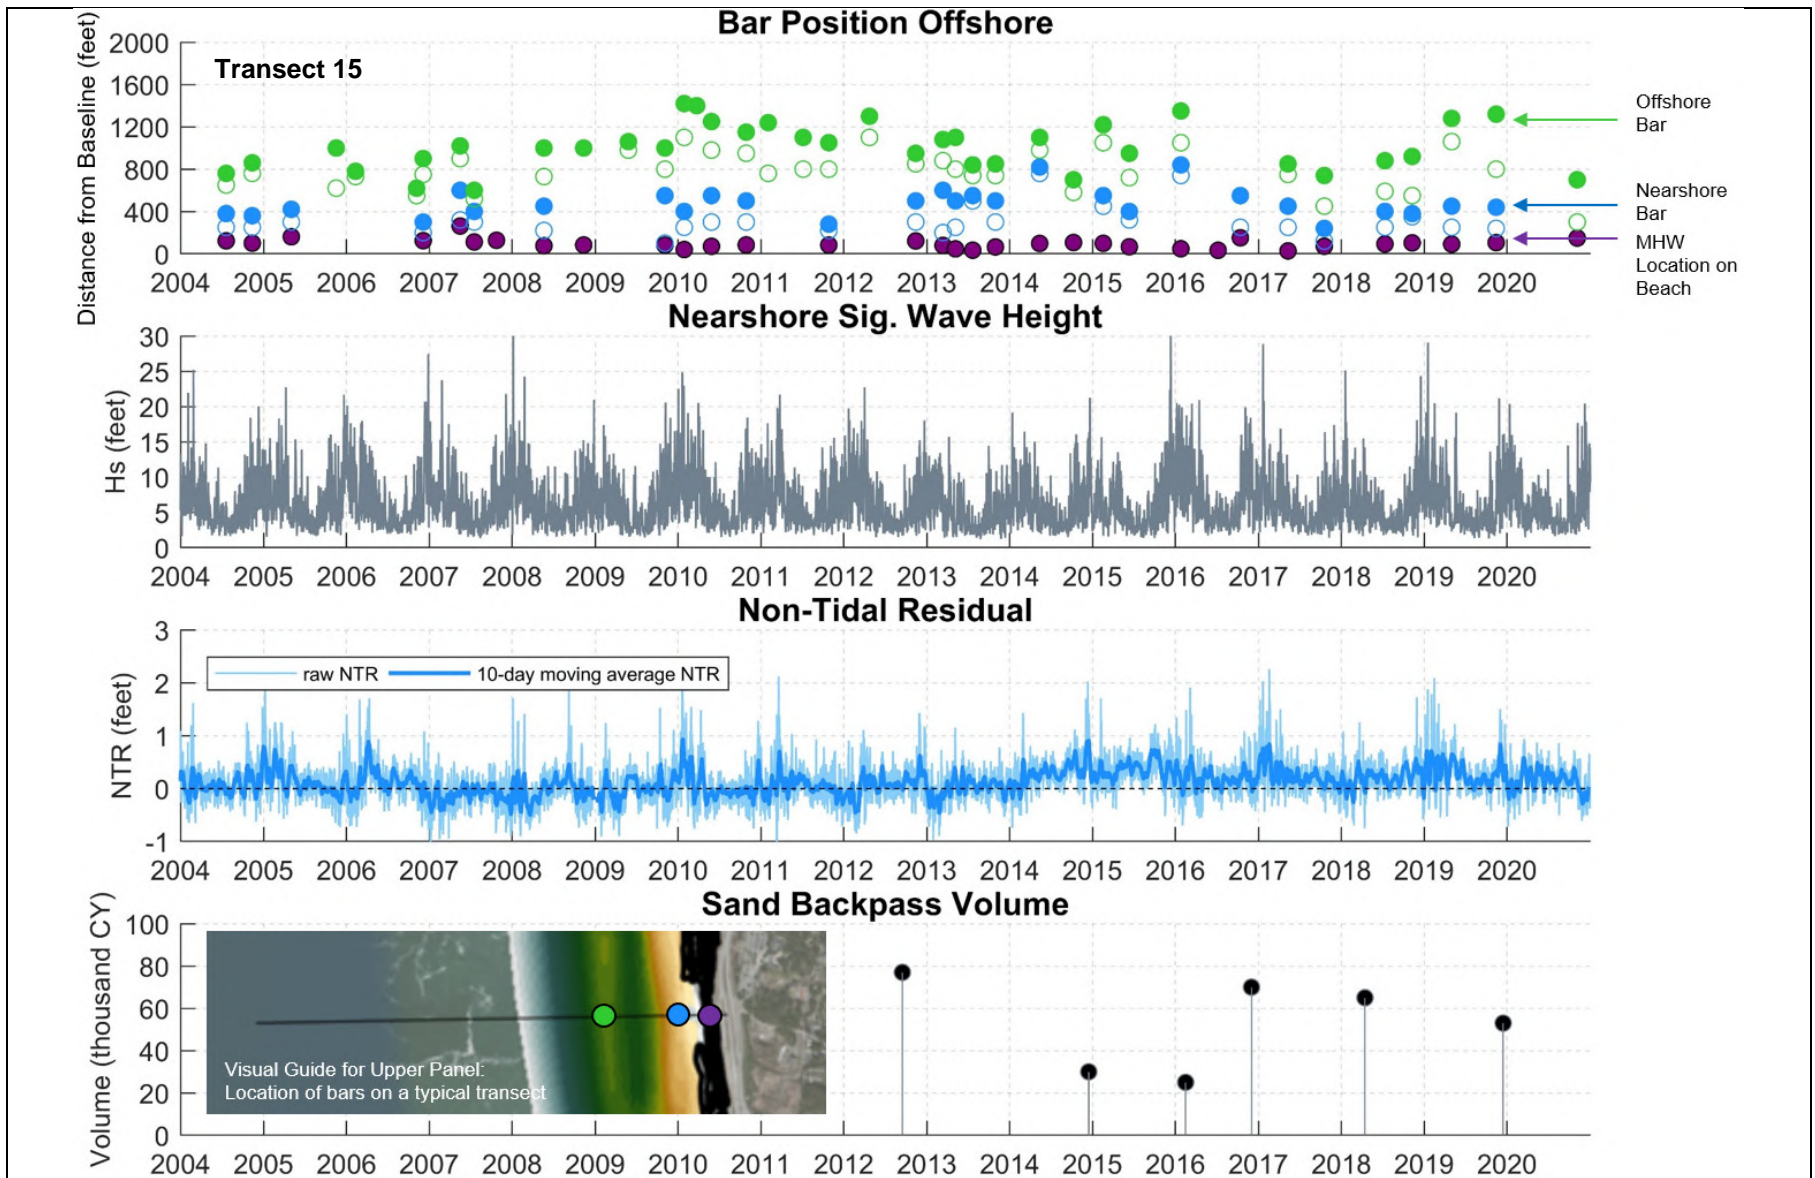 Bar Position Offshore
Distance from Baseline (feet)
2000
1600
1200
800
400
0
Transect 15
Offshore
Bar
Nearshore
Bar
MHW
Location on
Beach
2004 2005 2006 2007 2008 2009 2010 2011 2012 2013 2014 2015 2016 2017 2018 2019 2020
Nearshore Sig. Wave Height
Hs (feet)
30
25
20
15
10
5
0
2004 2005 2006 2007 2008 2009 2010 2011 2012 2013 2014 2015 2016 2017 2018 2019 2020
Non-Tidal Residual
NTR (feet)
3
2
1
0
-1
raw NTR 10-day moving average NTR
2004 2005 2006 2007 2008 2009 2010 2011 2012 2013 2014 2015 2016 2017 2018 2019 2020
Sand Backpass Volume
Volume (thousand CY)
100
80
60
40
20
0
Visual Guide for Upper Panel:
Location of bars on a typical transect
2004 2005 2006 2007 2008 2009 2010 2011 2012 2013 2014 2015 2016 2017 2018 2019 2020